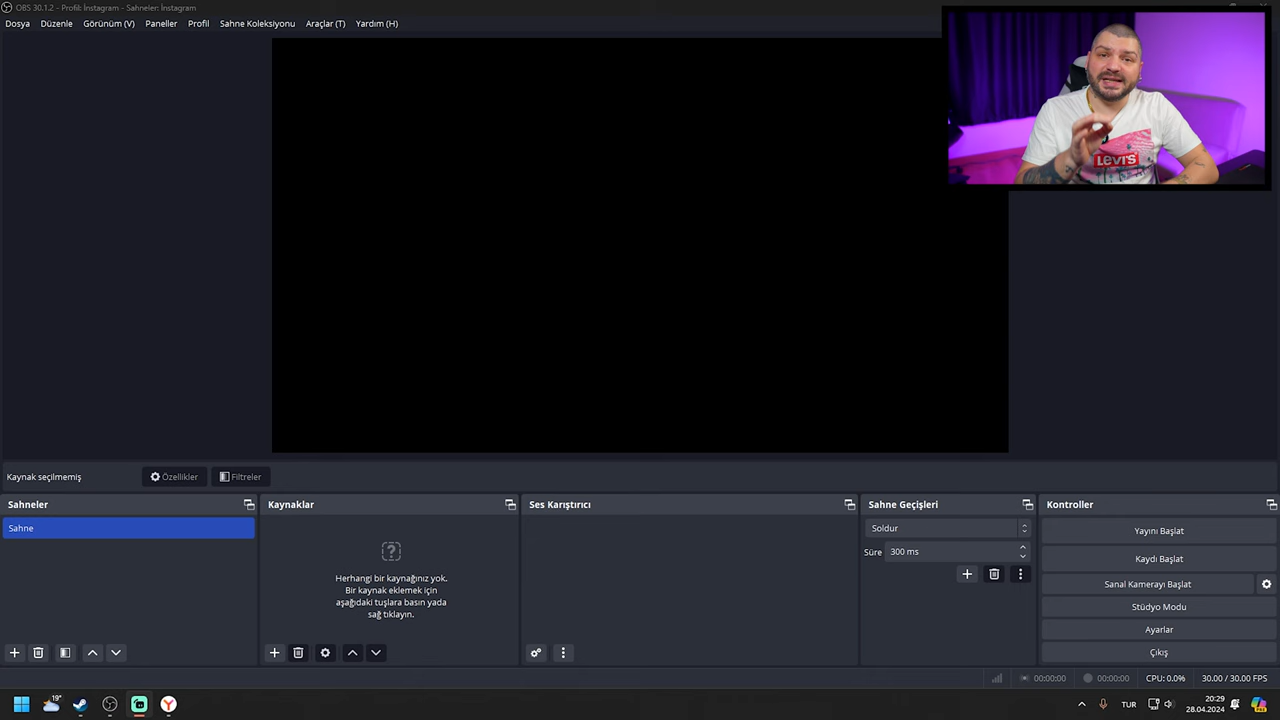 OBS 30.1.2 - Profil: İnstagram - Sahneler: İnstagram
Dosya Düzenle Görünüm (V) Paneller Profil Sahne Koleksiyonu Araçlar (T) Yardım (H)
LEVI'S
Kaynak seçilmemiş Özellikler Filtreler
Sahneler Kaynaklar Ses Karıştırıcı Sahne Geçişleri Kontroller
Sahne
Herhangi bir kaynağınız yok.
Bir kaynak eklemek için
aşağıdaki tuşlara basın yada
sağ tıklayın.
Soldur
Süre 300 ms
Yayını Başlat
Kaydı Başlat
Sanal Kamerayı Başlat
Stüdyo Modu
Ayarlar
Çıkış
00:00:00 00:00:00 CPU: 0.0% 30.00 / 30.00 FPS
19°
TUR
20:29
28.04.2024